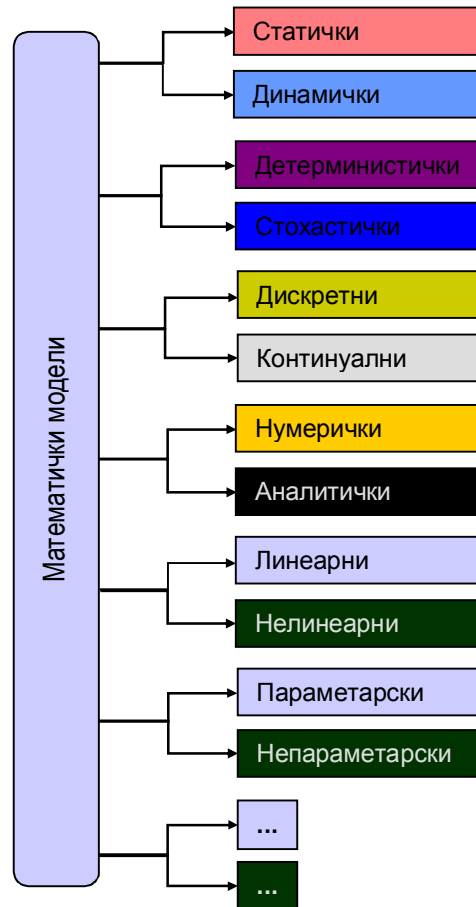 Математички модели
Статички
Динамички
Детерминистички
Стохастички
Дискретни
Континуални
Нумерички
Аналитички
Линеарни
Нелинеарни
Параметарски
Непараметарски
...
...